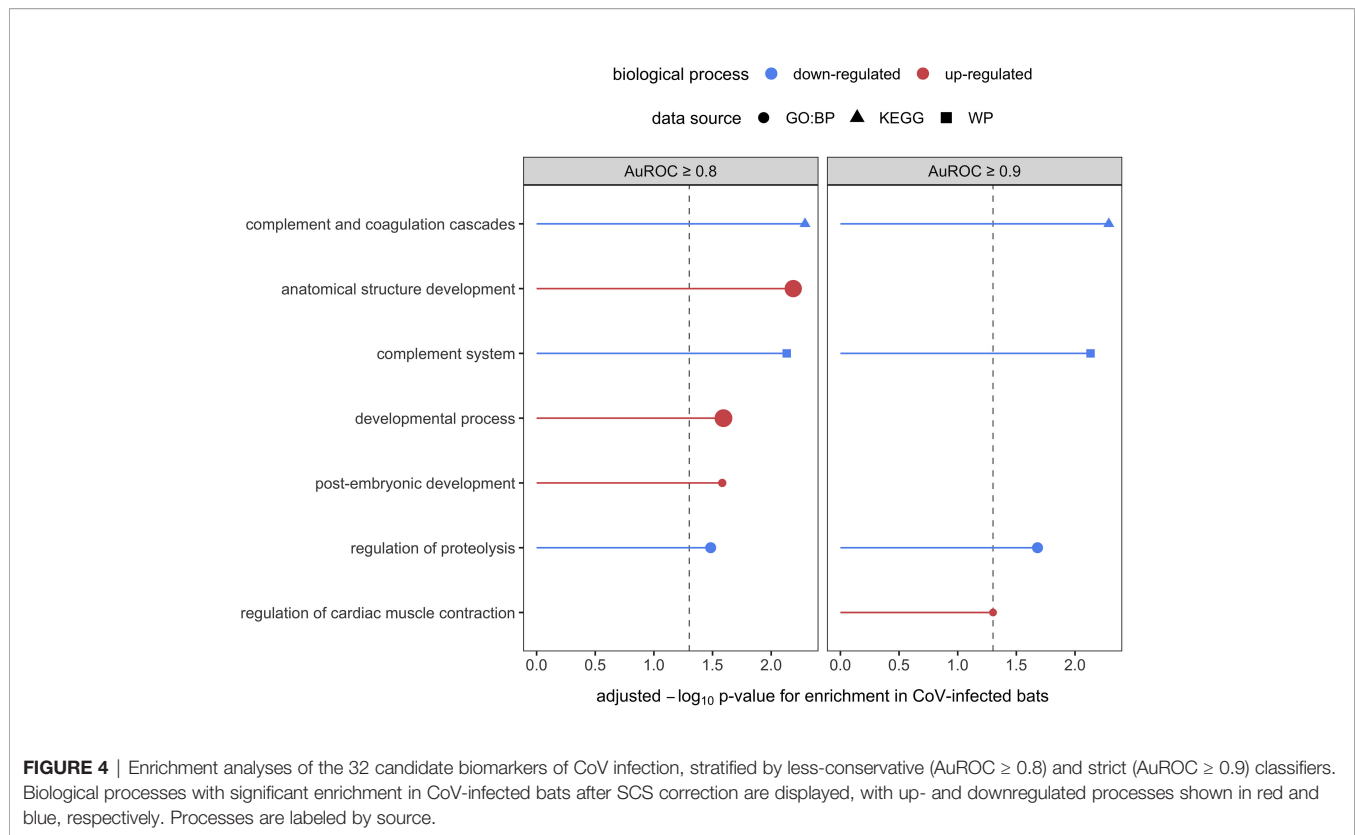 biological process down-regulated up-regulated
data source GO:BP KEGG WP
AuROC ≥ 0.8 AuROC ≥ 0.9
complement and coagulation cascades
anatomical structure development
complement system
developmental process
post-embryonic development
regulation of proteolysis
regulation of cardiac muscle contraction
0.0 0.5 1.0 1.5 2.0 0.0 0.5 1.0 1.5 2.0
adjusted −log₁₀ p-value for enrichment in CoV-infected bats
FIGURE 4 | Enrichment analyses of the 32 candidate biomarkers of CoV infection, stratified by less-conservative (AuROC ≥ 0.8) and strict (AuROC ≥ 0.9) classifiers.
Biological processes with significant enrichment in CoV-infected bats after SCS correction are displayed, with up- and downregulated processes shown in red and
blue, respectively. Processes are labeled by source.